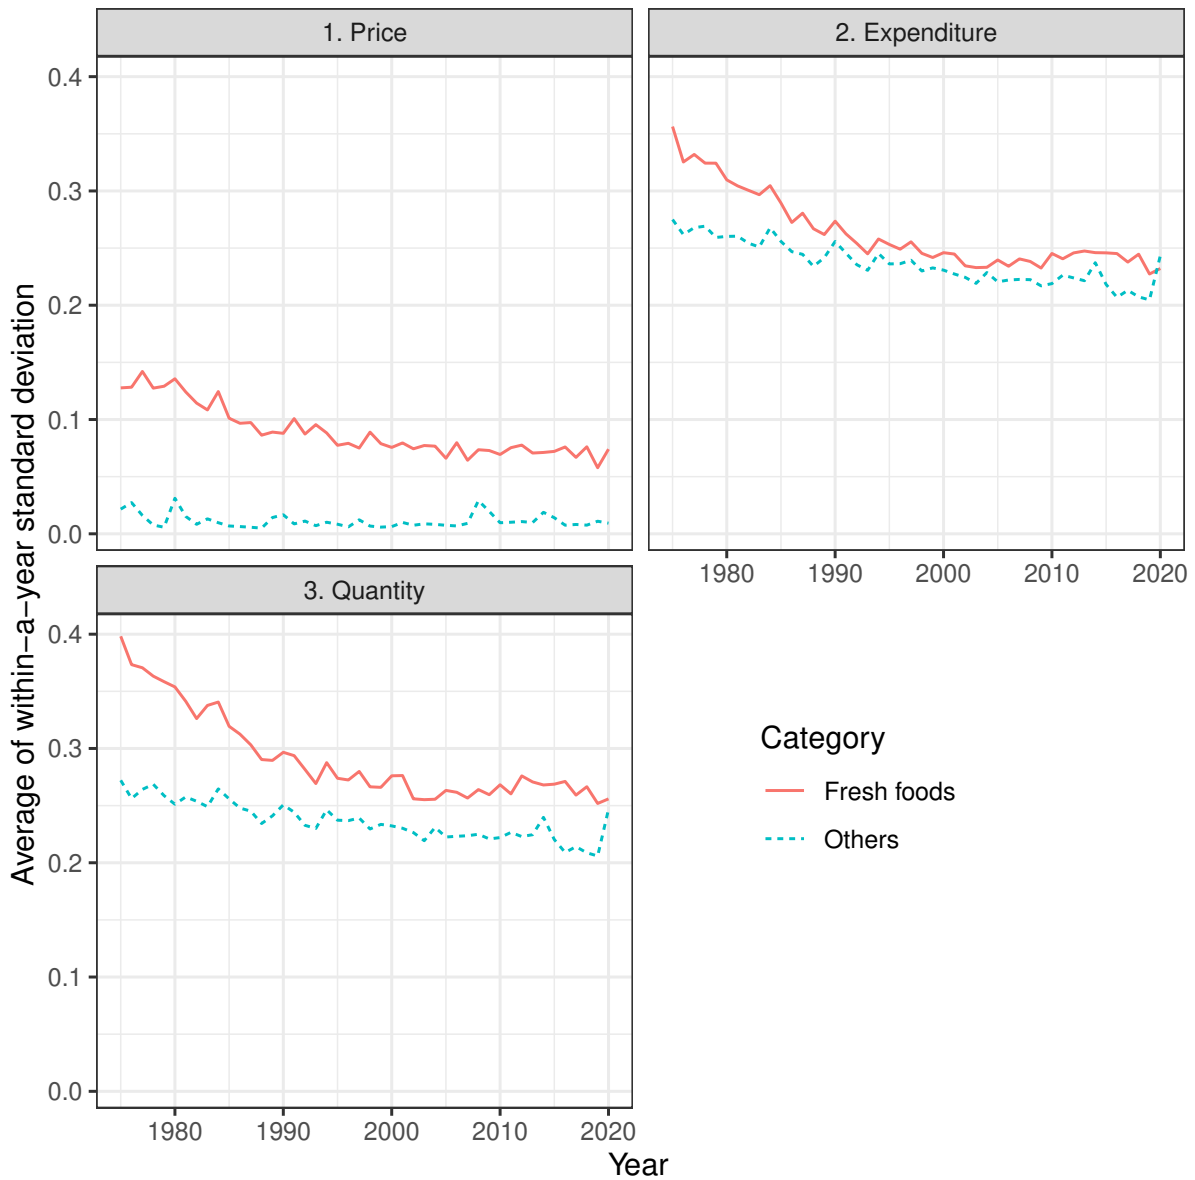 1. Price
2. Expenditure
0.4
0.3
0.2
0.1
0.0
1980 1990 2000 2010 2020
3. Quantity
0.4
0.3
0.2
0.1
0.0
1980 1990 2000 2010 2020
Average of within-a-year standard deviation
Year
Category
Fresh foods
Others